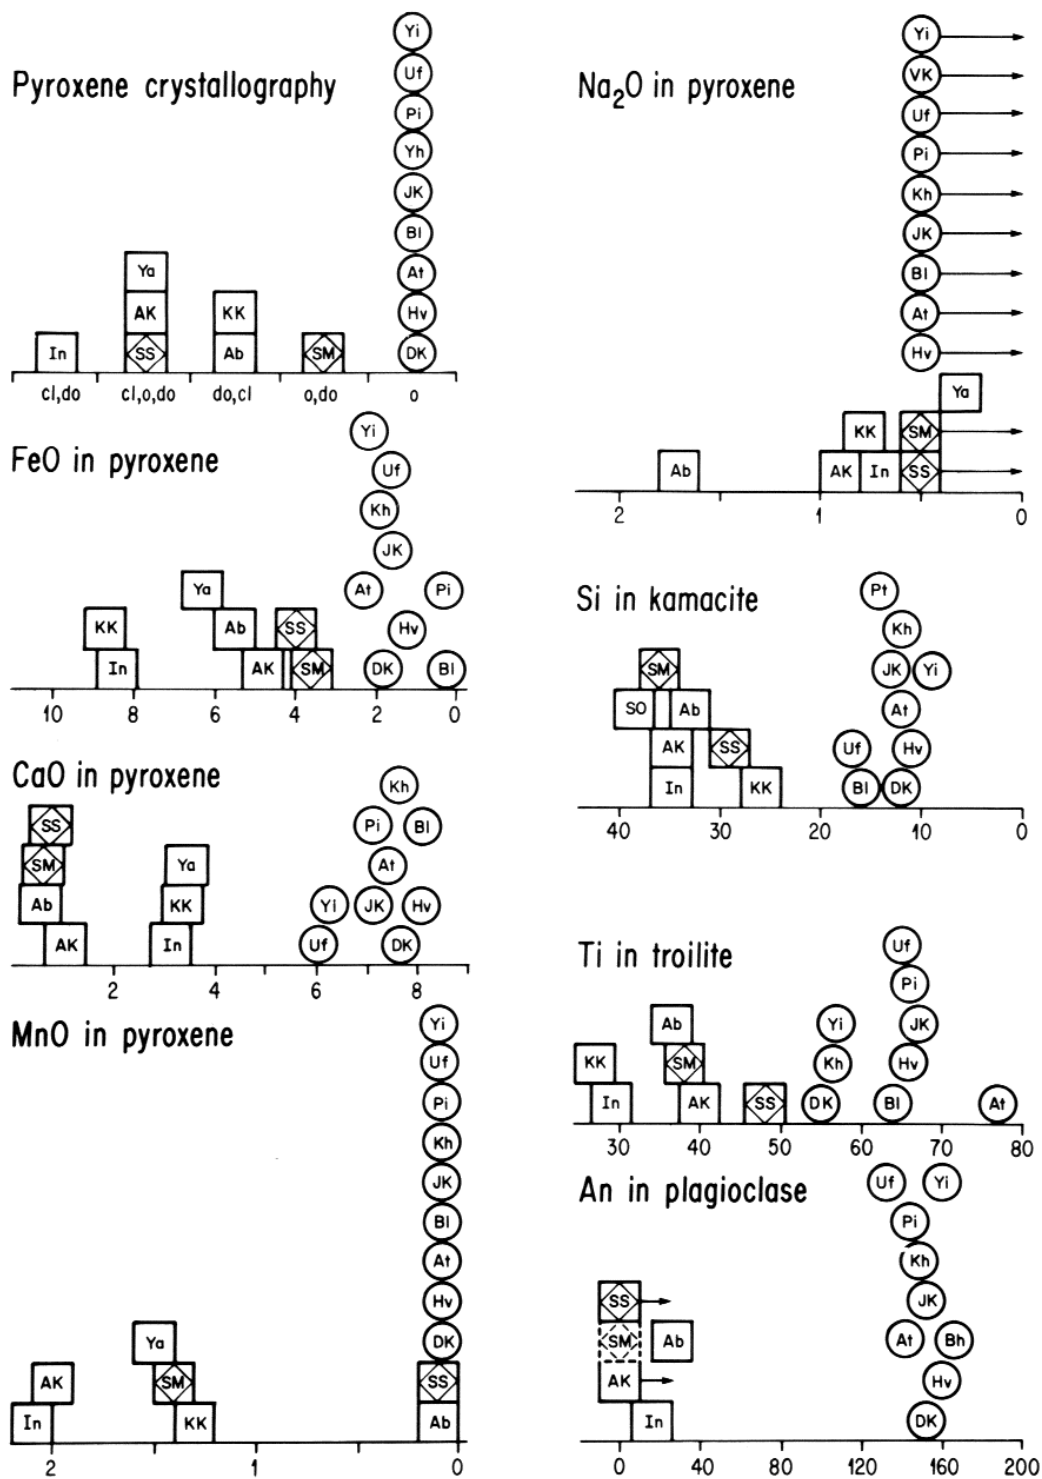 Pyroxene crystallography
Yi
Uf
Pi
Yh
JK
Bl
Ya At
AK KK Hv
In SS Ab SM DK
cl,do cl,o,do do,cl o,do o
FeO in pyroxene
Yi
Uf
Kh
JK
Ya At Pi
KK Ab SS Hv
In AK SM DK Bl
10 8 6 4 2 0
CaO in pyroxene
Kh
SS Pi Bl
SM Ya At
Ab KK Yi JK Hv
AK In Uf DK
2 4 6 8
MnO in pyroxene
Yi
Uf
Pi
Kh
JK
Bl
At
Hv
Ya DK
AK SM SS
In KK Ab
2 1 0
Na2O in pyroxene
Yi
VK
Uf
Pi
Kh
JK
Bl
At
Hv
Ya
KK SM
Ab AK In SS
2 1 0
Si in kamacite
Pt
Kh
SM JK Yi
SO Ab At
AK SS Uf Hv
In KK Bl DK
40 30 20 10 0
Ti in troilite
Uf
Pi
Ab Yi JK
KK SM Kh Hv
In AK SS DK Bl At
30 40 50 60 70 80
An in plagioclase
Uf Yi
Pi
Kh
SS JK
SM Ab At Bh
AK Hv
In DK
0 40 80 120 160 200